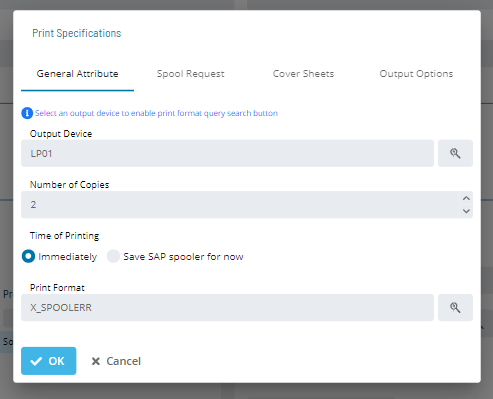 Print Specifications
General Attribute Spool Request Cover Sheets Output Options
Select an output device to enable print format query search button
Output Device
LP01
Number of Copies
2
Time of Printing
Immediately Save SAP spooler for now
Print Format
X_SPOOLERR
OK Cancel
Pr
So